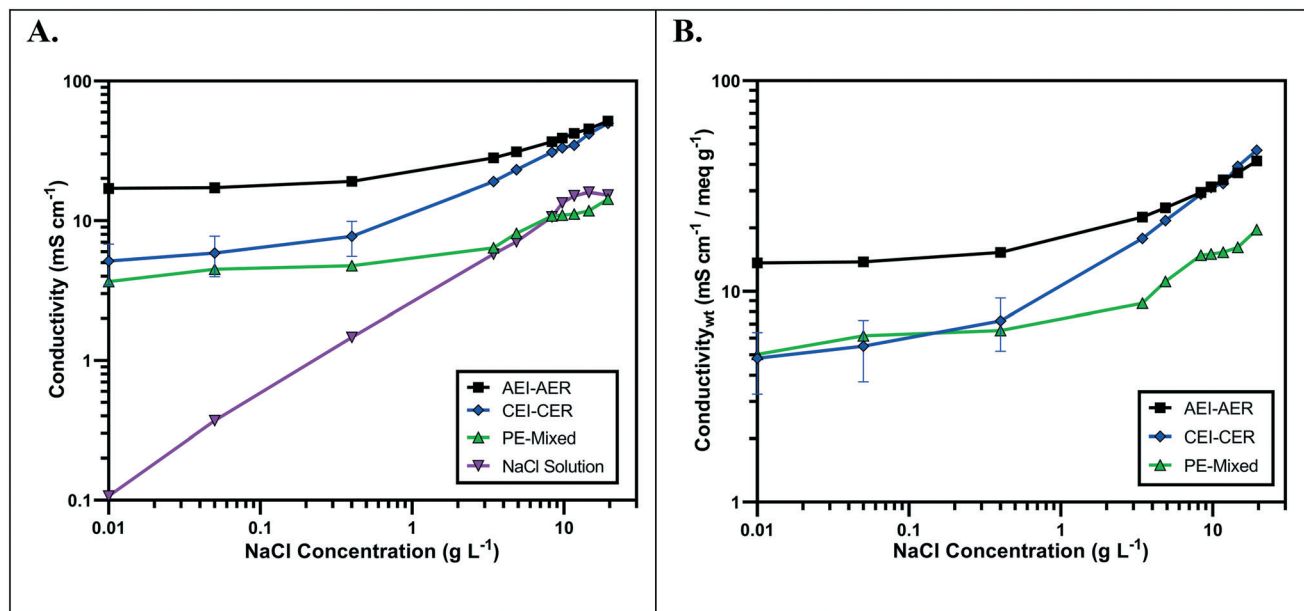 A.
100
10
1
0.1
Conductivity (mS cm⁻¹)
0.01
0.1
1
10
NaCl Concentration (g L⁻¹)
AEI-AER
CEI-CER
PE-Mixed
NaCl Solution
B.
100
10
1
Conductivity_wt (mS cm⁻¹ / meq g⁻¹)
0.01
0.1
1
10
NaCl Concentration (g L⁻¹)
AEI-AER
CEI-CER
PE-Mixed